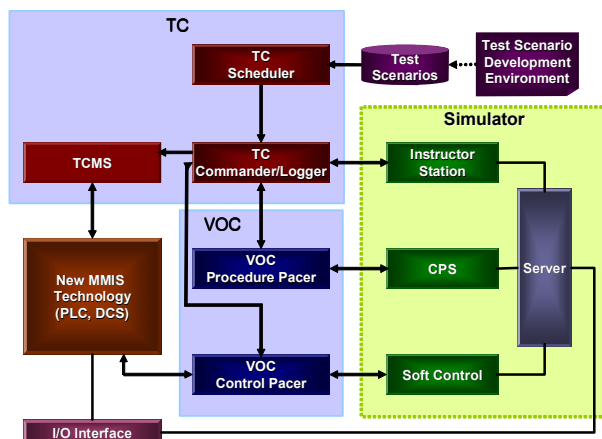 TC
TC
Scheduler
Test
Scenarios
Test Scenario
Development
Environment
Simulator
TCMS
TC
Commander/Logger
Instructor
Station
VOC
VOC
Procedure Pacer
CPS
Server
New MMIS
Technology
(PLC, DCS)
VOC
Control Pacer
Soft Control
I/O Interface